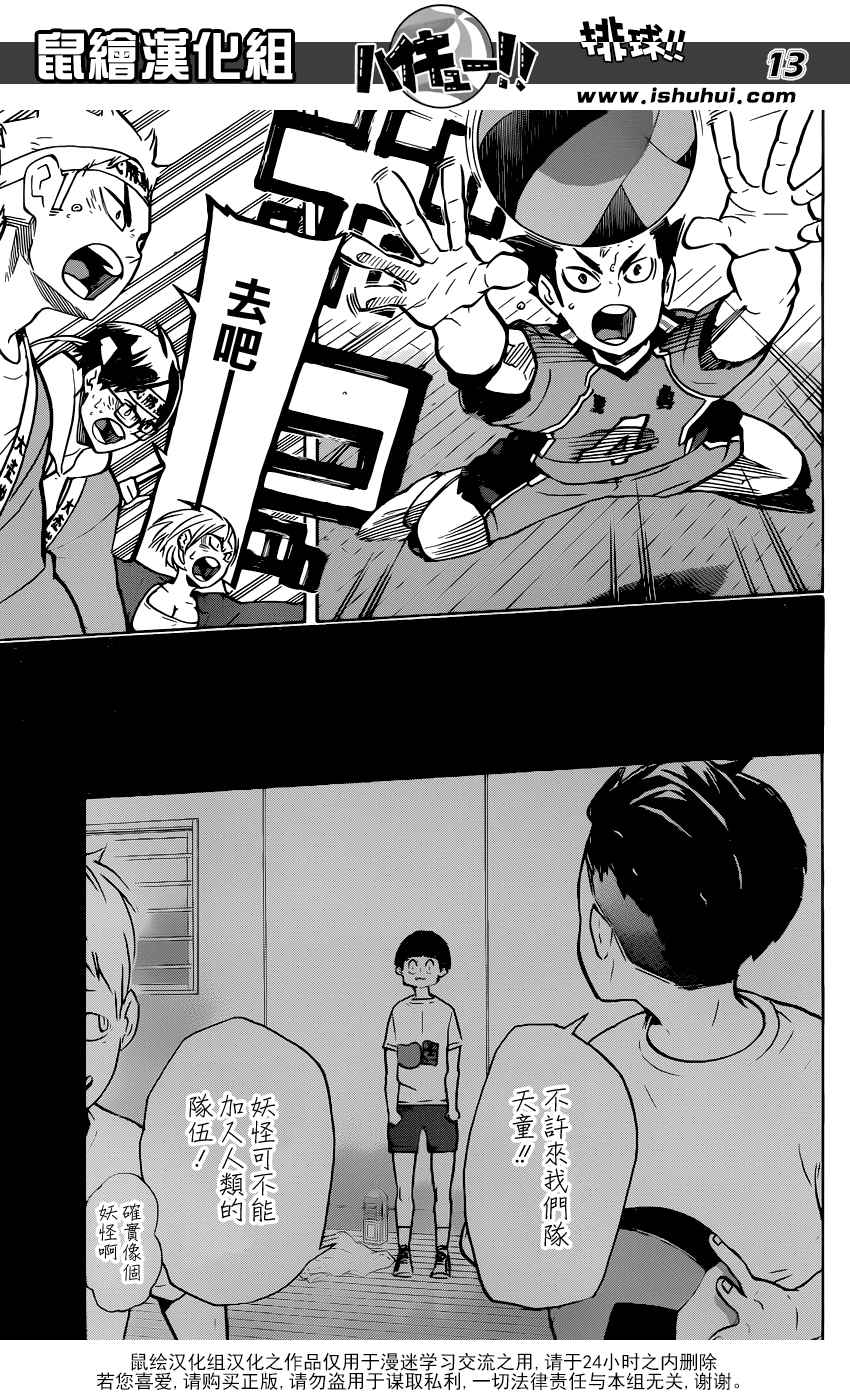 鼠繪漢化組
ハイキュー!!
排球!!
13
www.ishuhui.com
4
去吧——
不許來我們隊
天童!!
妖怪可不能
加入人類的
隊伍!
確實像個
妖怪啊
鼠绘汉化组汉化之作品仅用于漫迷学习交流之用,请于24小时之内删除
若您喜爱,请购买正版,请勿盗用于谋取私利,一切法律责任与本组无关,谢谢。